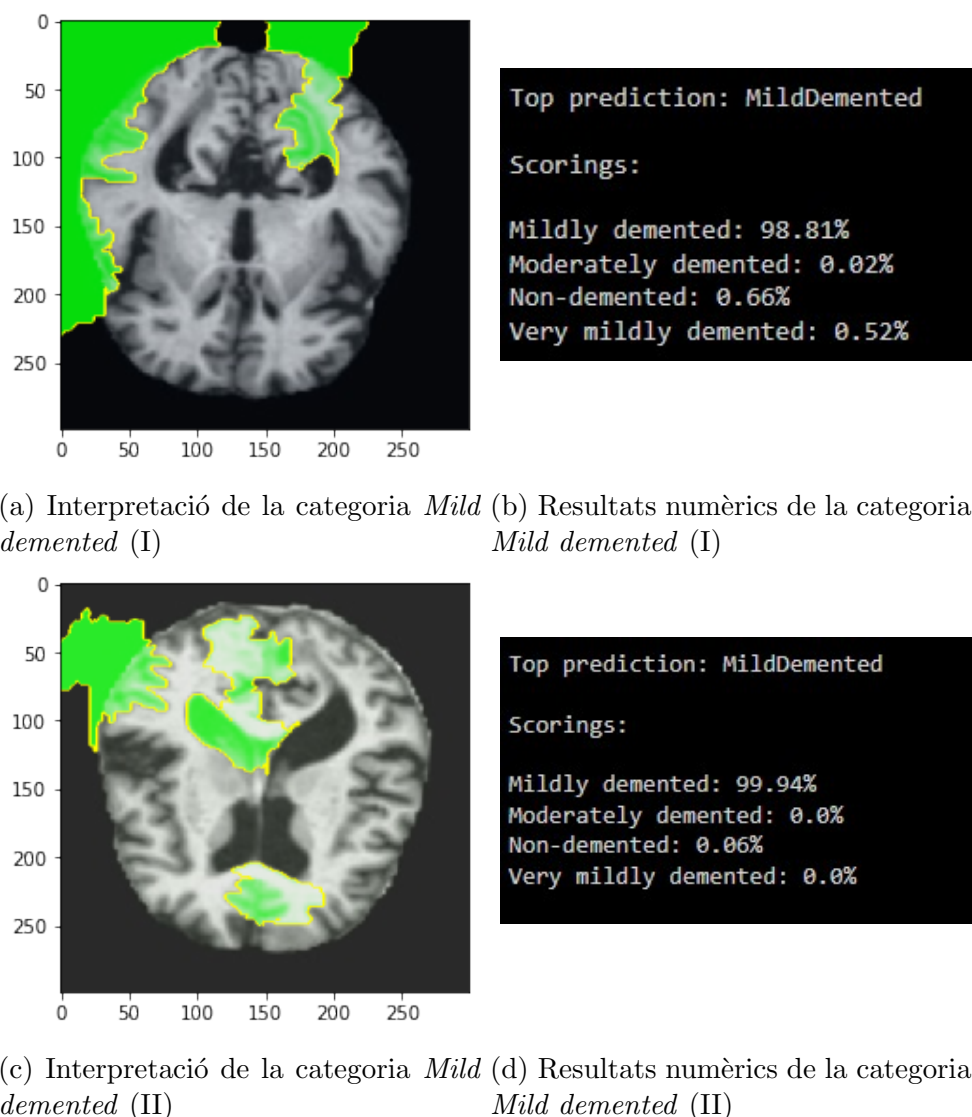 0
50
100
150
200
250
0 50 100 150 200 250
Top prediction: MildDemented
Scorings:
Mildly demented: 98.81%
Moderately demented: 0.02%
Non-demented: 0.66%
Very mildly demented: 0.52%
(a) Interpretació de la categoria Mild
demented (I)
(b) Resultats numèrics de la categoria
Mild demented (I)
0
50
100
150
200
250
0 50 100 150 200 250
Top prediction: MildDemented
Scorings:
Mildly demented: 99.94%
Moderately demented: 0.0%
Non-demented: 0.06%
Very mildly demented: 0.0%
(c) Interpretació de la categoria Mild
demented (II)
(d) Resultats numèrics de la categoria
Mild demented (II)